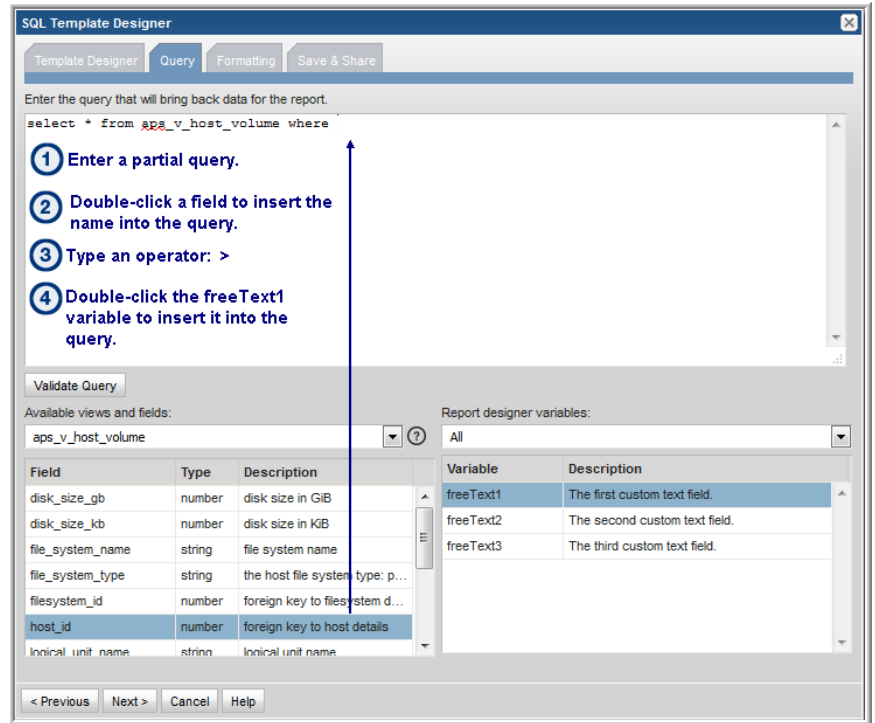 SQL Template Designer
Template Designer Query Formatting Save & Share
Enter the query that will bring back data for the report.
select * from aps_v_host_volume where
1 Enter a partial query.
2 Double-click a field to insert the
name into the query.
3 Type an operator: >
4 Double-click the freeText1
variable to insert it into the
query.
Validate Query
Available views and fields:
Report designer variables:
aps_v_host_volume ?
All
Field Type Description
Variable Description
disk_size_gb number disk size in GiB
freeText1 The first custom text field.
disk_size_kb number disk size in KiB
freeText2 The second custom text field.
file_system_name string file system name
freeText3 The third custom text field.
file_system_type string the host file system type: p...
filesystem_id number foreign key to filesystem d...
host_id number foreign key to host details
logical_unit_name string logical unit name
< Previous Next > Cancel Help